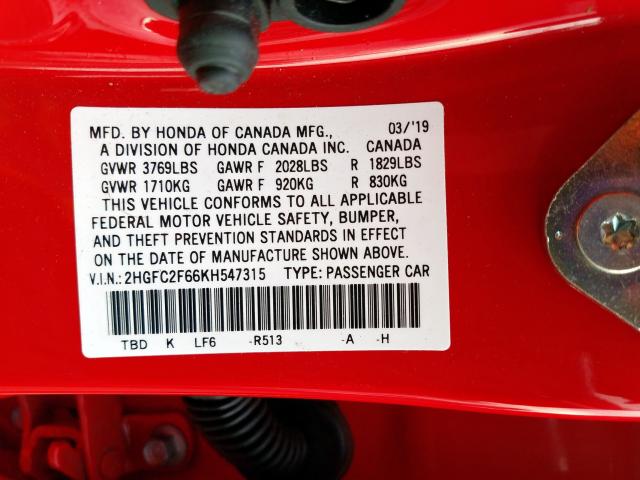 MFD. BY HONDA OF CANADA MFG., 03/'19
A DIVISION OF HONDA CANADA INC. CANADA
GVWR 3769LBS GAWR F 2028LBS R 1829LBS
GVWR 1710KG GAWR F 920KG R 830KG
THIS VEHICLE CONFORMS TO ALL APPLICABLE
FEDERAL MOTOR VEHICLE SAFETY, BUMPER,
AND THEFT PREVENTION STANDARDS IN EFFECT
ON THE DATE OF MANUFACTURE SHOWN ABOVE.
V.I.N.: 2HGFC2F66KH547315 TYPE: PASSENGER CAR
TBD K LF6 -R513 -A -H